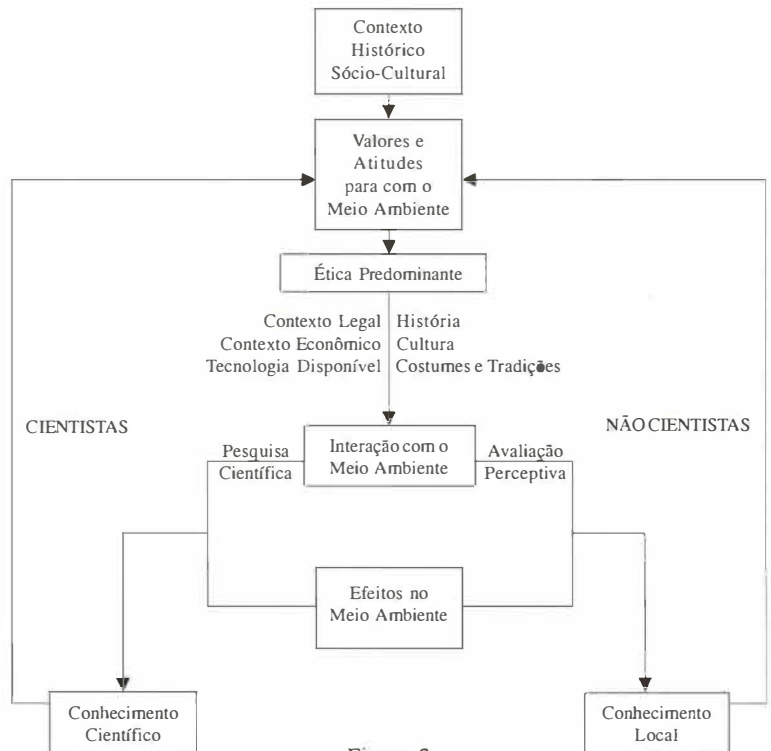 Contexto
Histórico
Sócio-Cultural
Valores e
Atitudes
para com o
Meio Ambiente
Ética Predominante
Contexto Legal História
Contexto Econômico Cultura
Tecnologia Disponível Costumes e Tradições
CIENTISTAS
NÃO CIENTISTAS
Pesquisa
Científica
Interação com o
Meio Ambiente
Avaliação
Perceptiva
Efeitos no
Meio Ambiente
Conhecimento
Científico
Conhecimento
Local